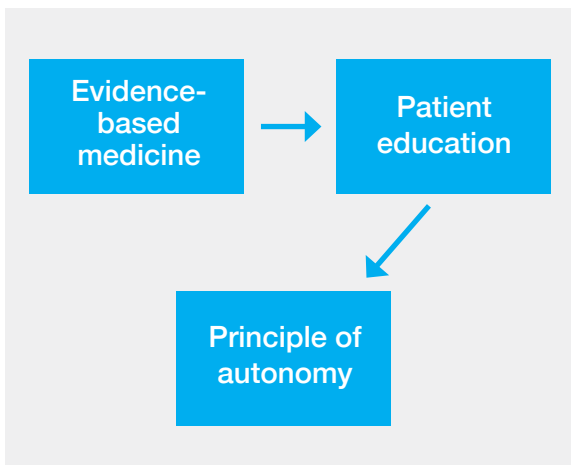 Evidence-
based
medicine
Patient
education
Principle of
autonomy